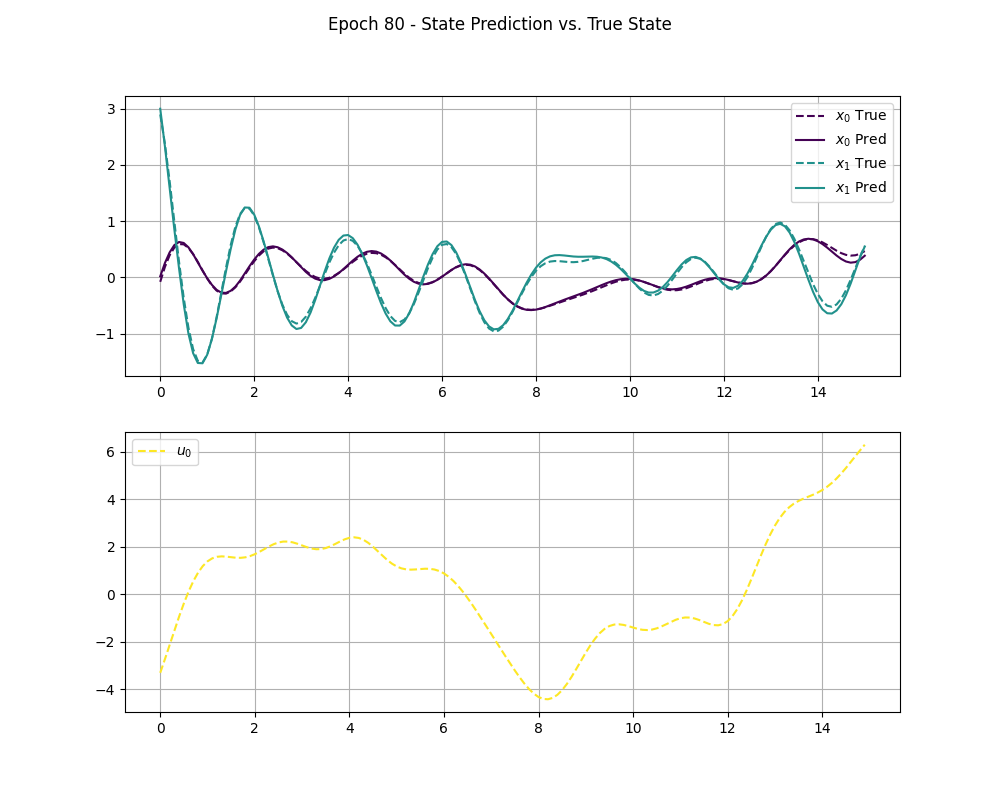 Epoch 80 - State Prediction vs. True State
3
2
1
0
−1
x₀ True
x₀ Pred
x₁ True
x₁ Pred
0 2 4 6 8 10 12 14
6
4
2
0
−2
−4
u₀
0 2 4 6 8 10 12 14